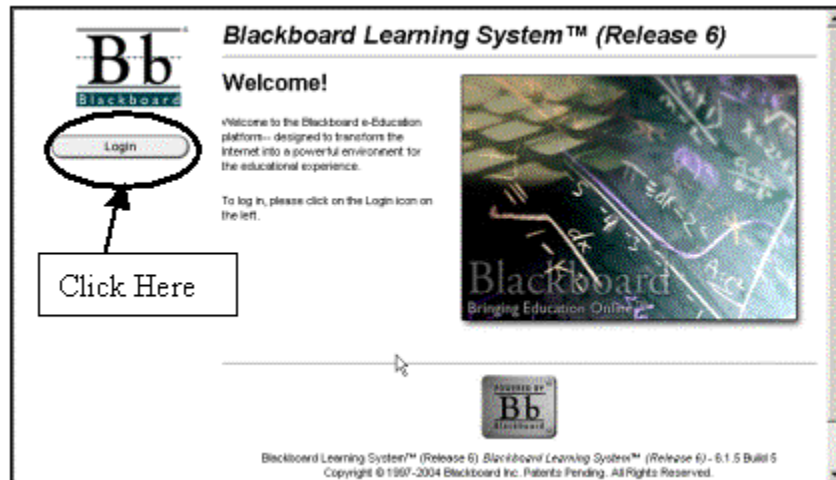 Bb
Blackboard
Login
Click Here
Blackboard Learning System™ (Release 6)
Welcome!
Welcome to the Blackboard e-Education
platform-- designed to transform the
Internet into a powerful environment for
the educational experience.
To log in, please click on the Login icon on
the left.
Blackboard
Bringing Education Online
POWERED BY
Bb
Blackboard
Blackboard Learning System™ (Release 6) Blackboard Learning System™ (Release 6) - 6.1.5 Build 5
Copyright © 1997-2004 Blackboard Inc. Patents Pending. All Rights Reserved.